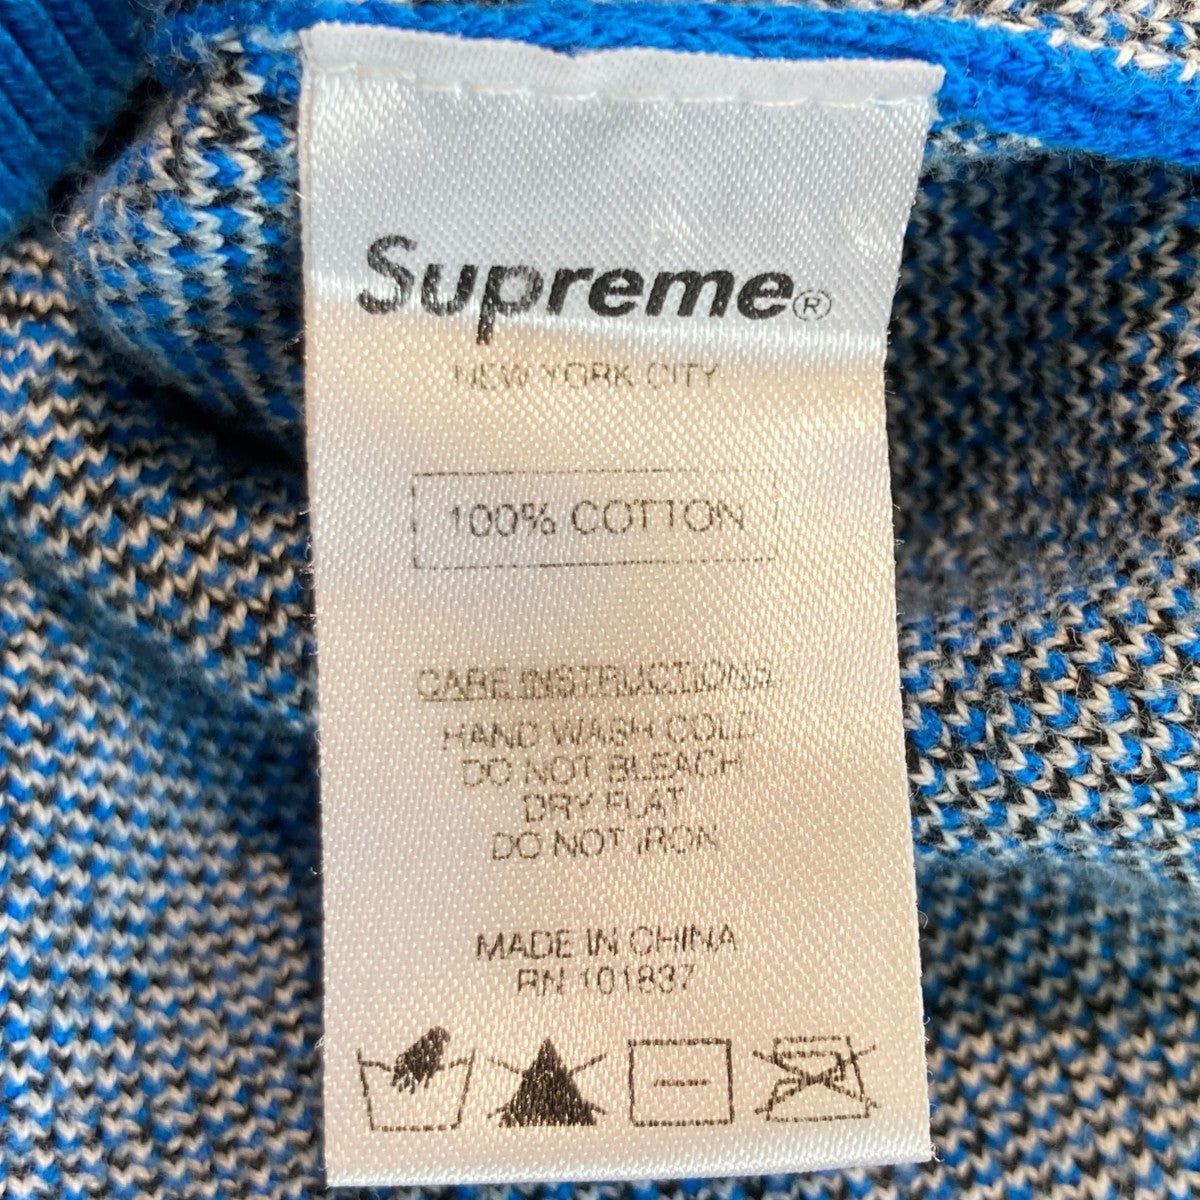 Supreme®
NEW YORK CITY
100% COTTON
CARE INSTRUCTIONS
HAND WASH COLD
DO NOT BLEACH
DRY FLAT
DO NOT IRON
MADE IN CHINA
RN 101837